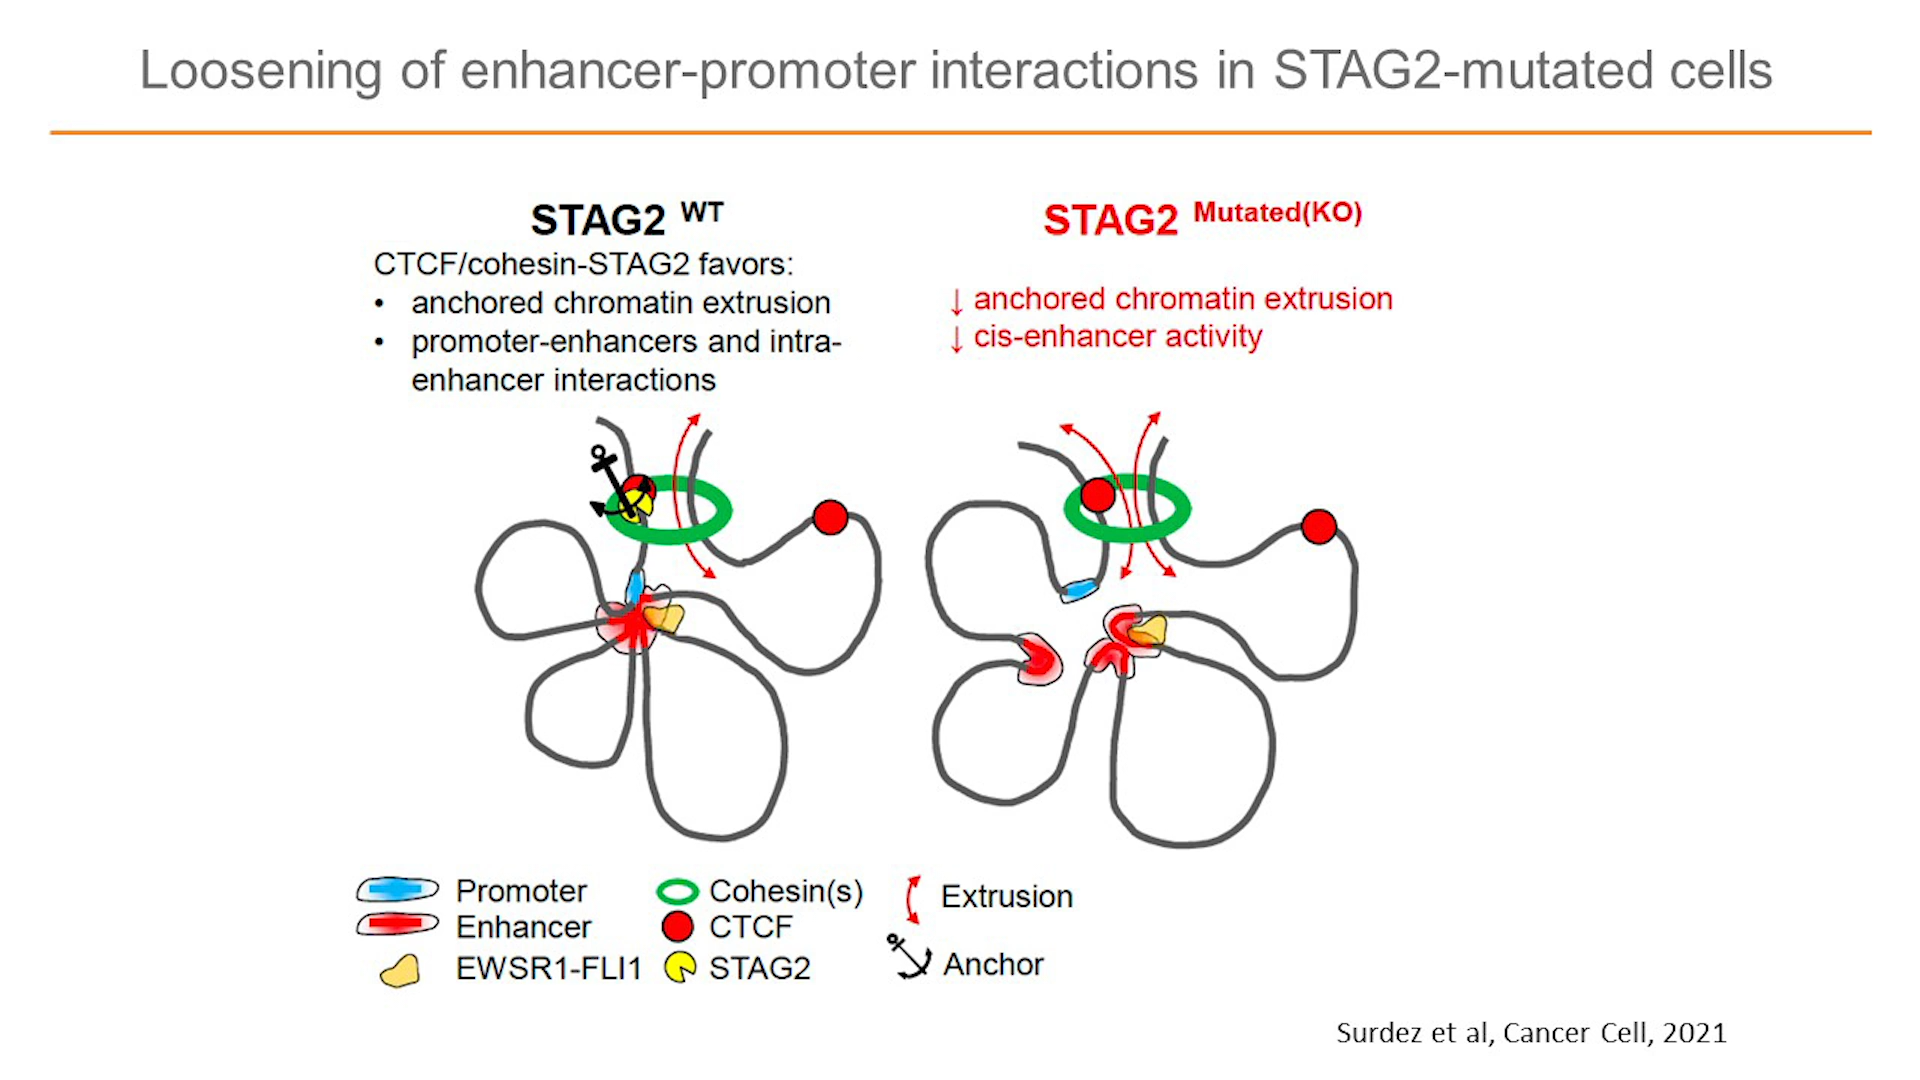 Loosening of enhancer-promoter interactions in STAG2-mutated cells
STAG2 WT
CTCF/cohesin-STAG2 favors:
• anchored chromatin extrusion
• promoter-enhancers and intra-
enhancer interactions
STAG2 Mutated(KO)
↓ anchored chromatin extrusion
↓ cis-enhancer activity
Promoter
Enhancer
EWSR1-FLI1
Cohesin(s)
CTCF
STAG2
Extrusion
Anchor
Surdez et al, Cancer Cell, 2021